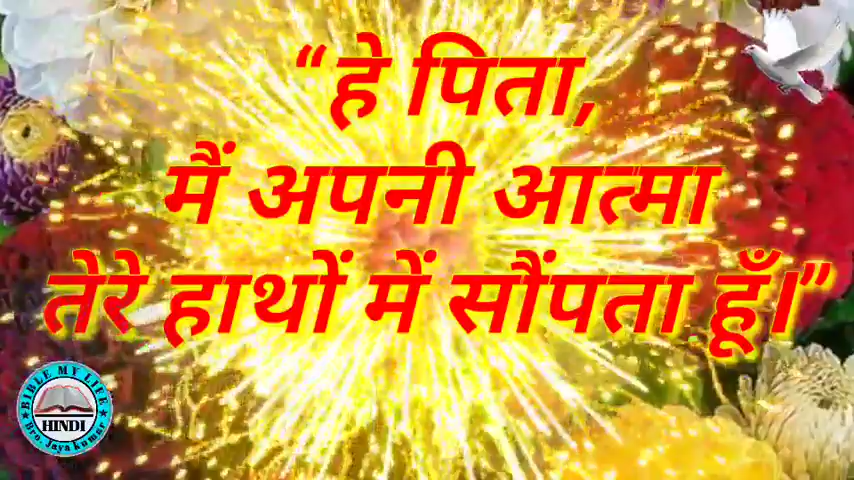 “हे पिता,
मैं अपनी आत्मा
तेरे हाथों में सौंपता हूँ।”
BIBLE MY LIFE
HINDI
Bro. Jaya Kumar